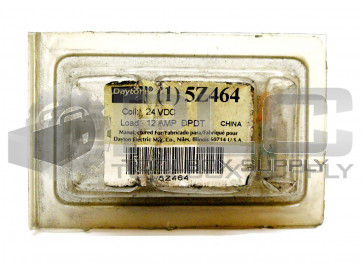 Dayton (1) 5Z464
Coil: 24 VDC
Load - 12 AMP DPDT CHINA
Manufactured for/Fabricado para/Fabriqué pour
Dayton Electric Mfg. Co., Niles, Illinois 60714 U.S.A.
5Z464